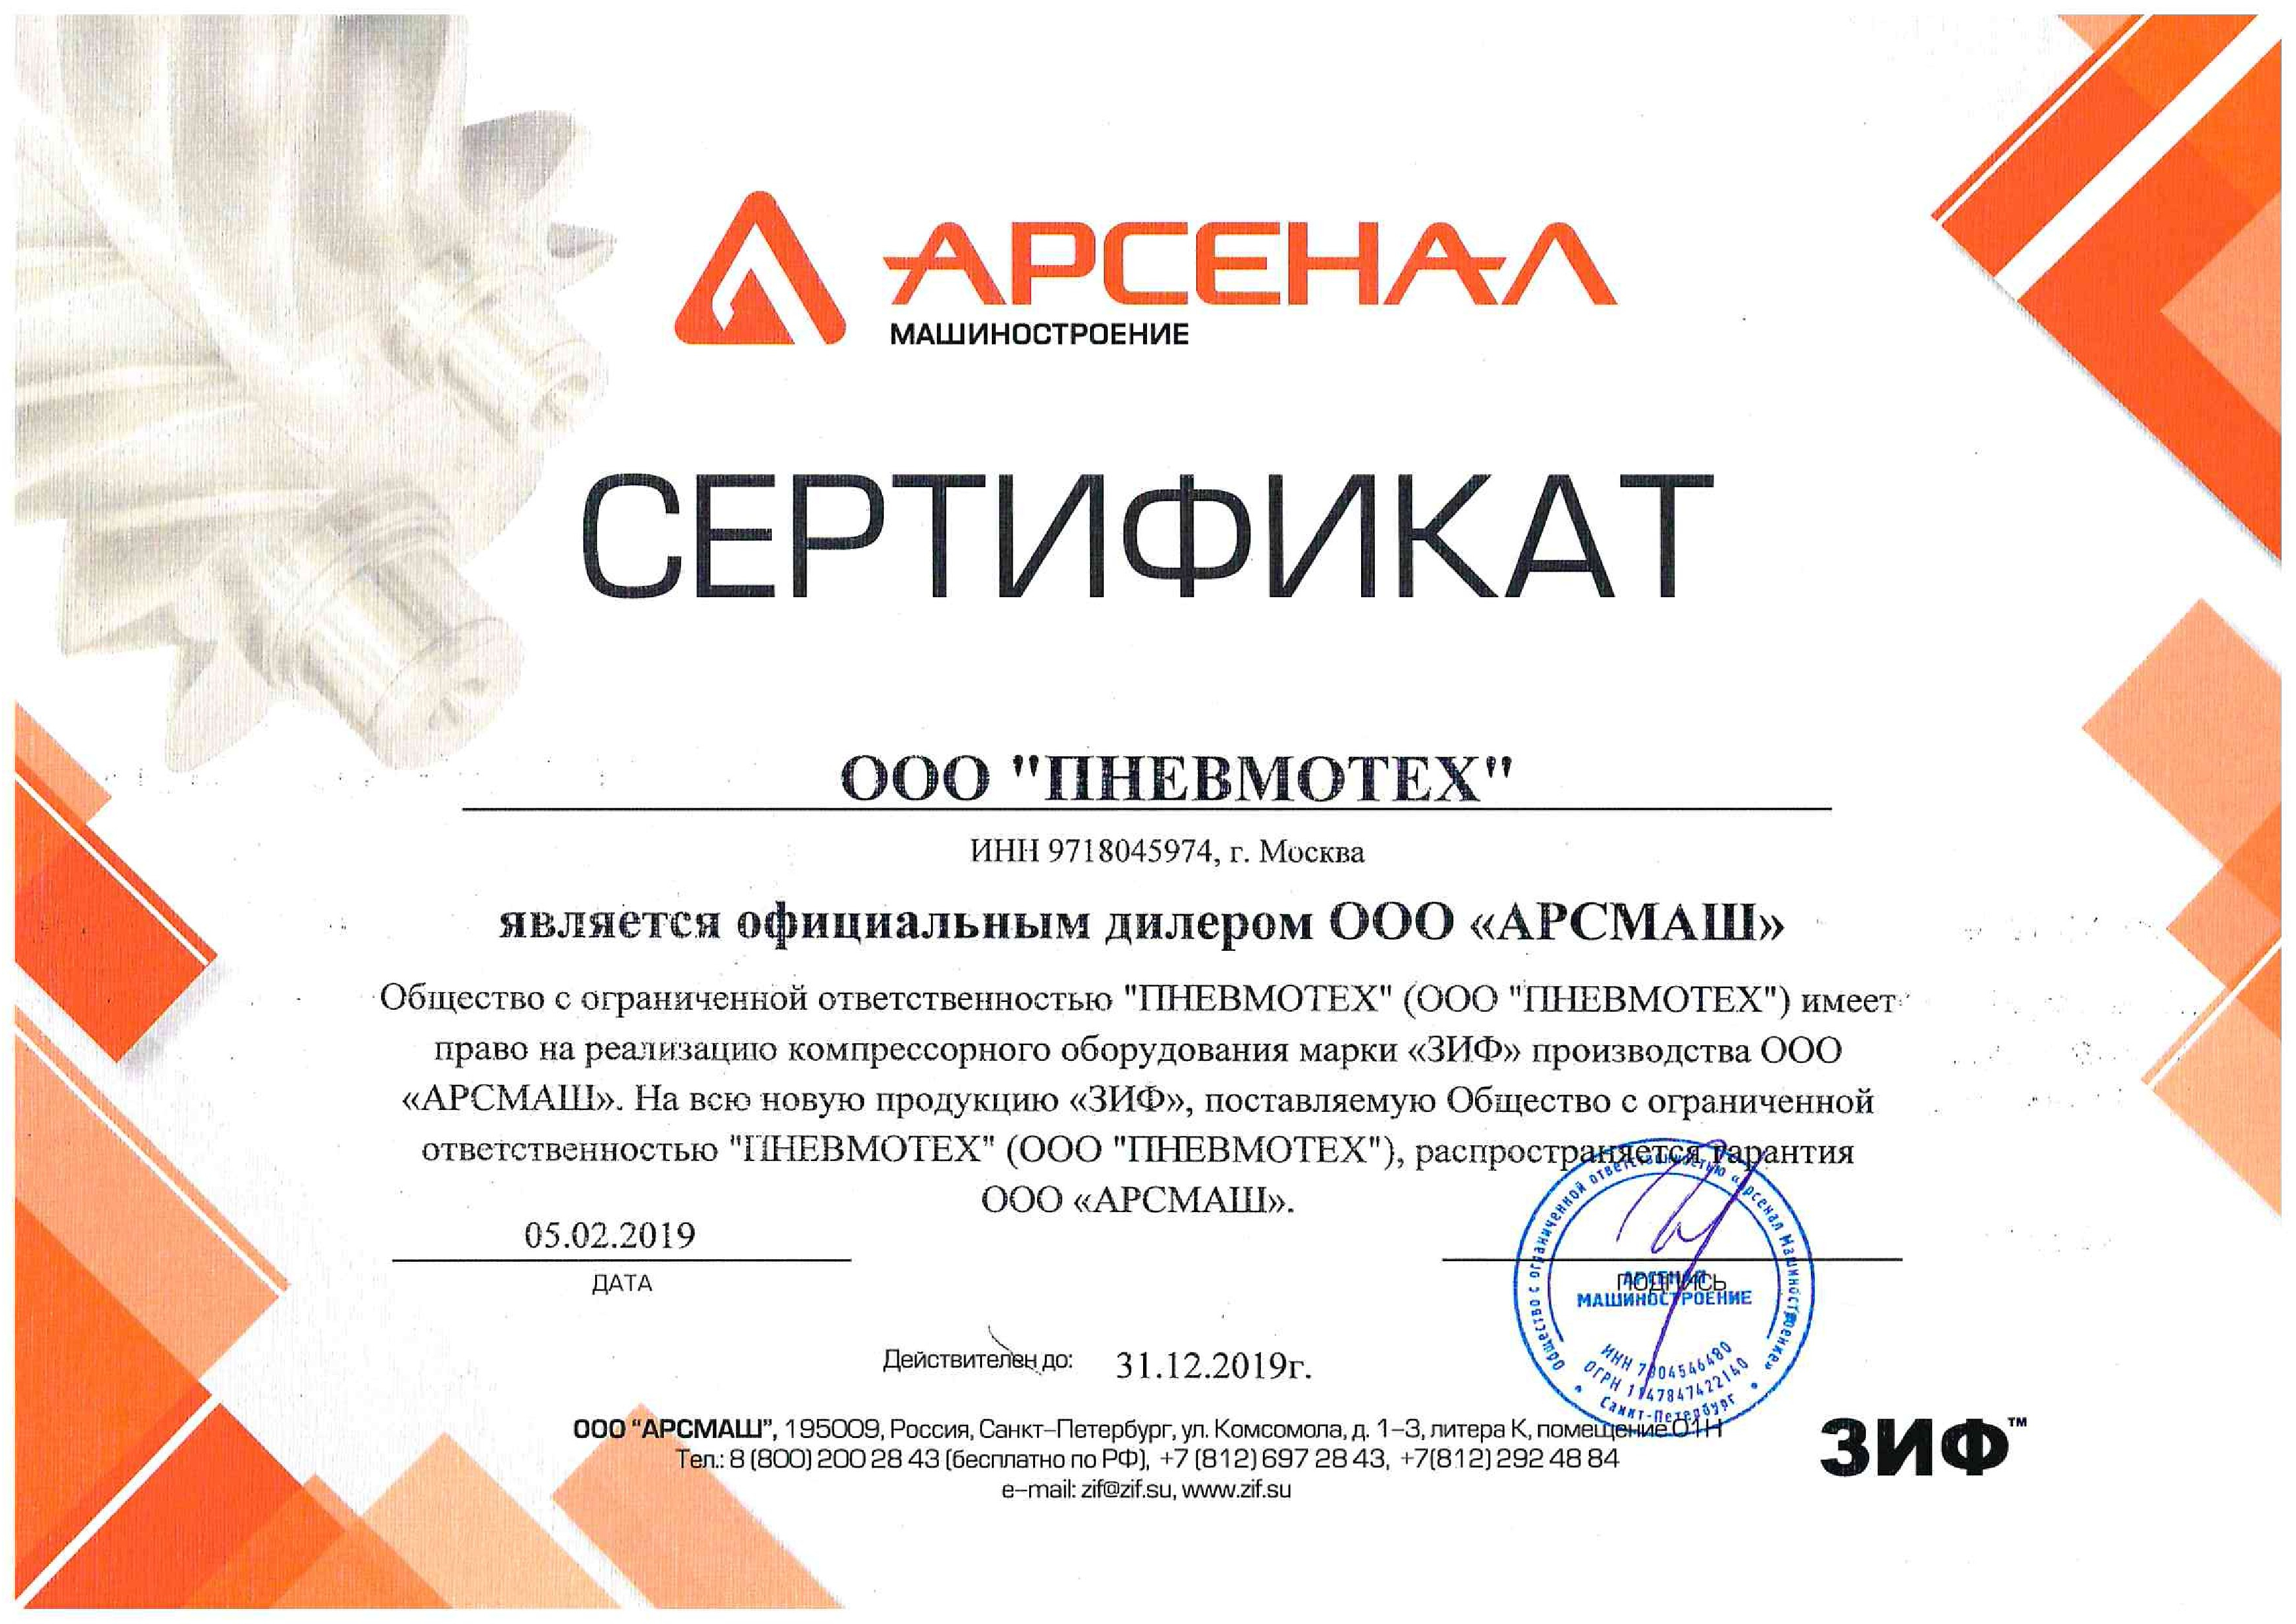 АРСЕНАЛ
МАШИНОСТРОЕНИЕ
СЕРТИФИКАТ
ООО "ПНЕВМОТЕХ"
ИНН 9718045974, г. Москва
является официальным дилером ООО «АРСМАШ»
Общество с ограниченной ответственностью "ПНЕВМОТЕХ" (ООО "ПНЕВМОТЕХ") имеет
право на реализацию компрессорного оборудования марки «ЗИФ» производства ООО
«АРСМАШ». На всю новую продукцию «ЗИФ», поставляемую Общество с ограниченной
ответственностью "ПНЕВМОТЕХ" (ООО "ПНЕВМОТЕХ"), распространяется гарантия
ООО «АРСМАШ».
05.02.2019
ДАТА
ПОДПИСЬ
Общество с ограниченной ответственностью «Арсенал Машиностроение»
АРСЕНАЛ
МАШИНОСТРОЕНИЕ
ИНН 7804546480
ОГРН 1147847422140
Санкт-Петербург
Действителен до: 31.12.2019г.
ООО "АРСМАШ", 195009, Россия, Санкт-Петербург, ул. Комсомола, д. 1-3, литера К, помещение 01Н
Тел.: 8 (800) 200 28 43 (бесплатно по РФ), +7 (812) 697 28 43, +7(812) 292 48 84
e-mail: zif@zif.su, www.zif.su
ЗИФ™